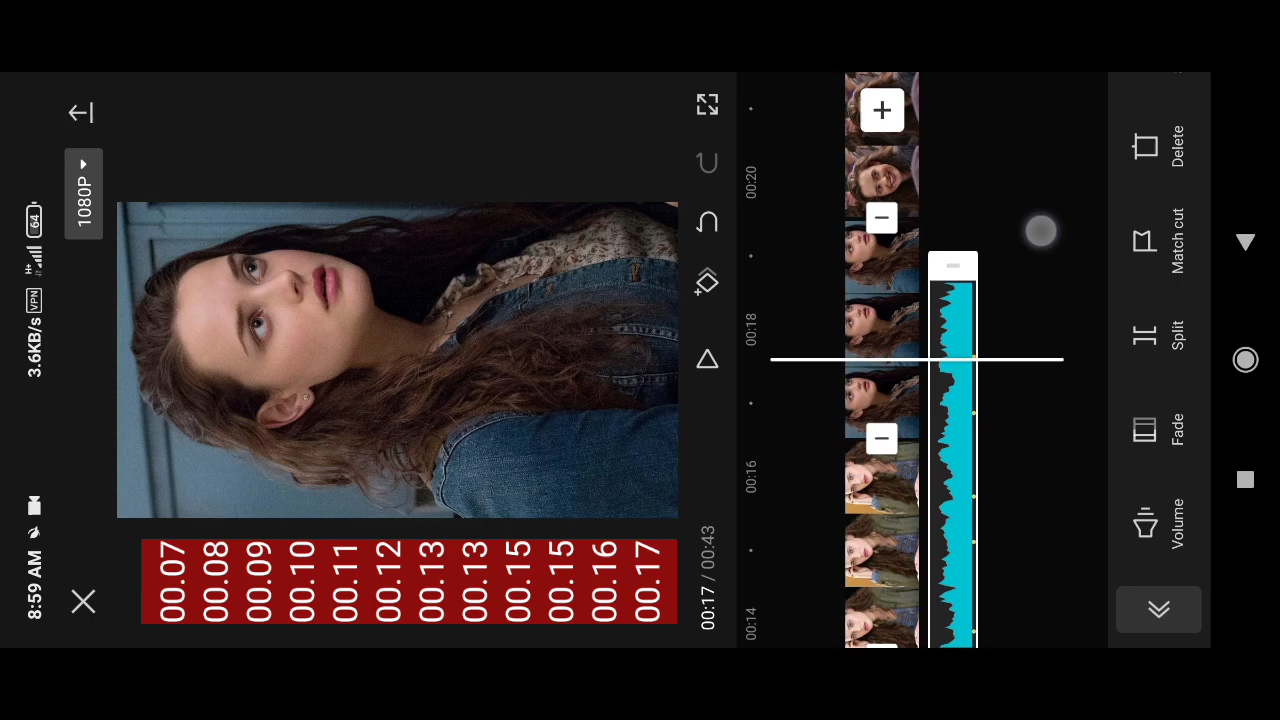 8:59 AM
3.6KB/s VPN H+ 64
1080P
00.07
00.08
00.09
00.10
00.11
00.12
00.13
00.13
00.15
00.15
00.16
00.17
00:17 / 00:43
00:14
00:16
00:18
00:20
Volume
Fade
Split
Match cut
Delete